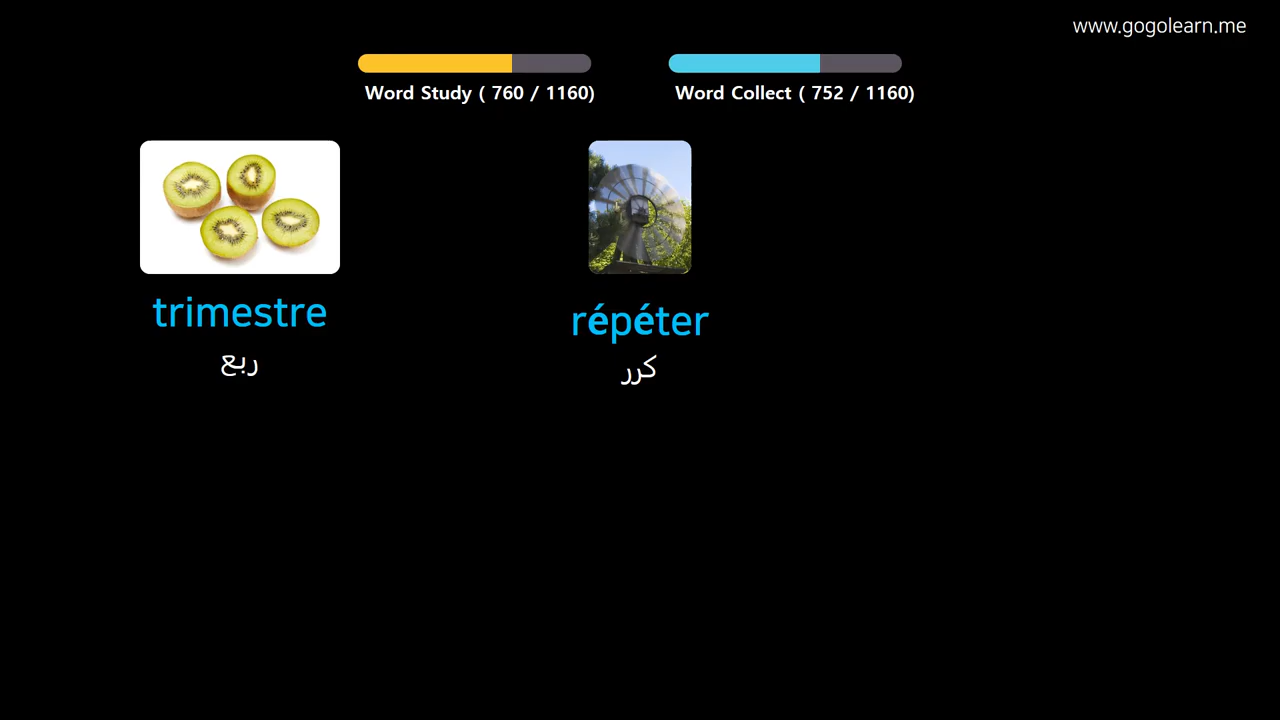 www.gogolearn.me
Word Study ( 760 / 1160)
Word Collect ( 752 / 1160)
trimestre
ربع
répéter
كرر